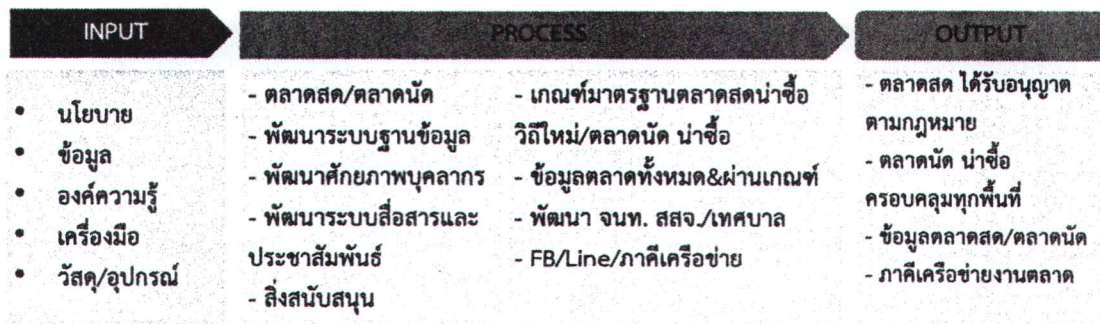 INPUT
นโยบาย
ข้อมูล
องค์ความรู้
เครื่องมือ
วัสดุ/อุปกรณ์
PROCESS
- ตลาดสด/ตลาดนัด
- พัฒนาระบบฐานข้อมูล
- พัฒนาศักยภาพบุคลากร
- พัฒนาระบบสื่อสารและ
ประชาสัมพันธ์
- สิ่งสนับสนุน
- เกณฑ์มาตรฐานตลาดสดน่าซื้อ
วิถีใหม่/ตลาดนัด น่าซื้อ
- ข้อมูลตลาดทั้งหมด&ผ่านเกณฑ์
- พัฒนา จนท. สสจ./เทศบาล
- FB/Line/ภาคีเครือข่าย
OUTPUT
- ตลาดสด ได้รับอนุญาต
ตามกฎหมาย
- ตลาดนัด น่าซื้อ
ครอบคลุมทุกพื้นที่
- ข้อมูลตลาดสด/ตลาดนัด
- ภาคีเครือข่ายงานตลาด